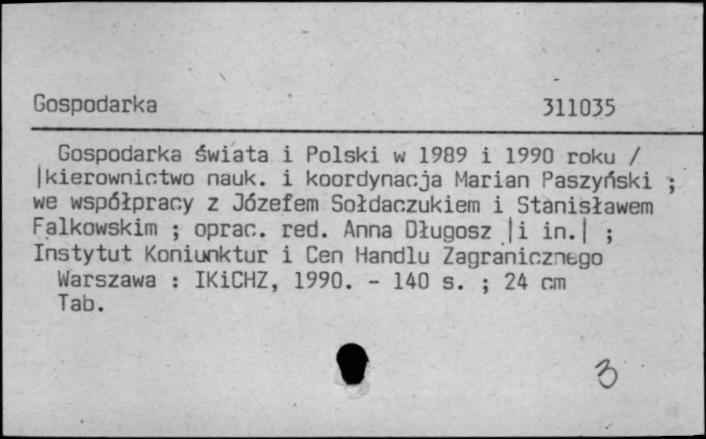 Gospodarka 311035
Gospodarka świata i Polski w 1989 i 1990 roku /
|kierownictwo nauk. i koordynacja Marian Paszyński ;
we współpracy z Józefem Sołdaczukiem i Stanisławem
Falkowskim ; oprac. red. Anna Długosz |i in.| ;
Instytut Koniunktur i Cen Handlu Zagranicznego
Warszawa : IKiCHZ, 1990. - 140 s. ; 24 cm
Tab.
3